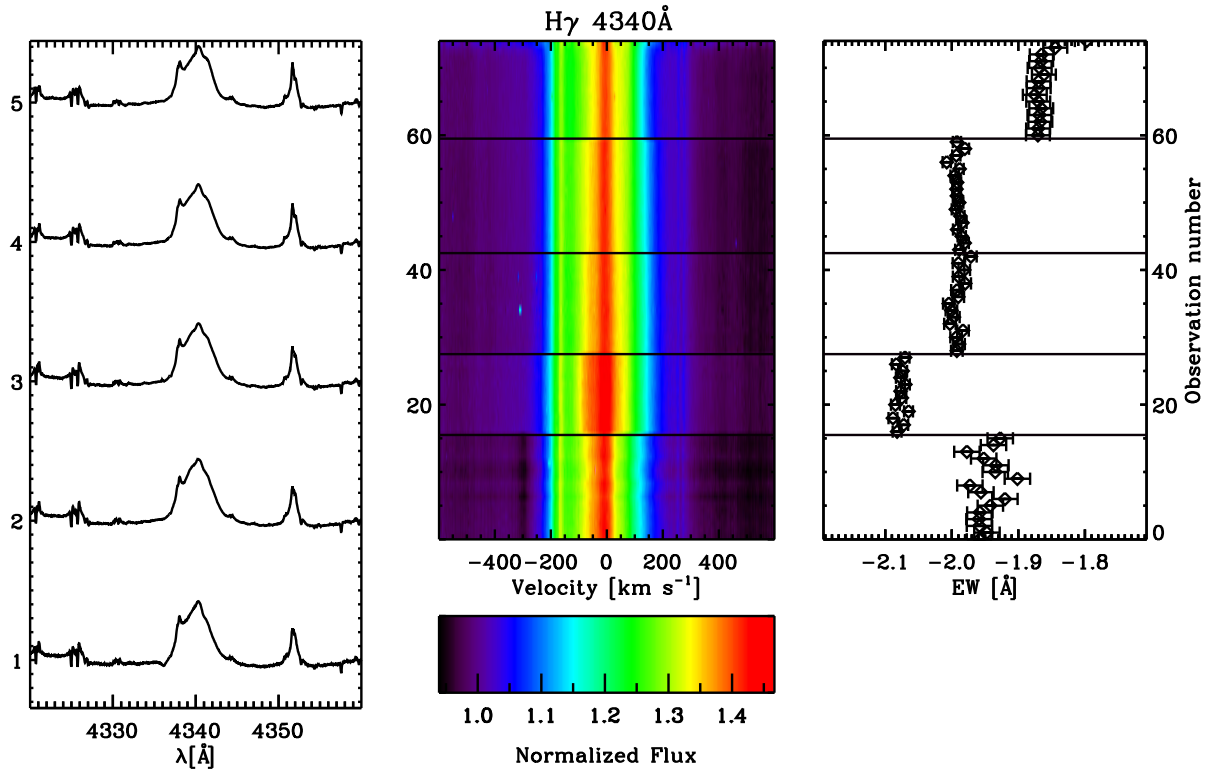 Hγ 4340Å
5
4
3
2
1
4330 4340 4350
λ[Å]
60
40
20
-400 -200 0 200 400
Velocity [km s⁻¹]
1.0 1.1 1.2 1.3 1.4
Normalized Flux
60
40
20
0
Observation number
-2.1 -2.0 -1.9 -1.8
EW [Å]